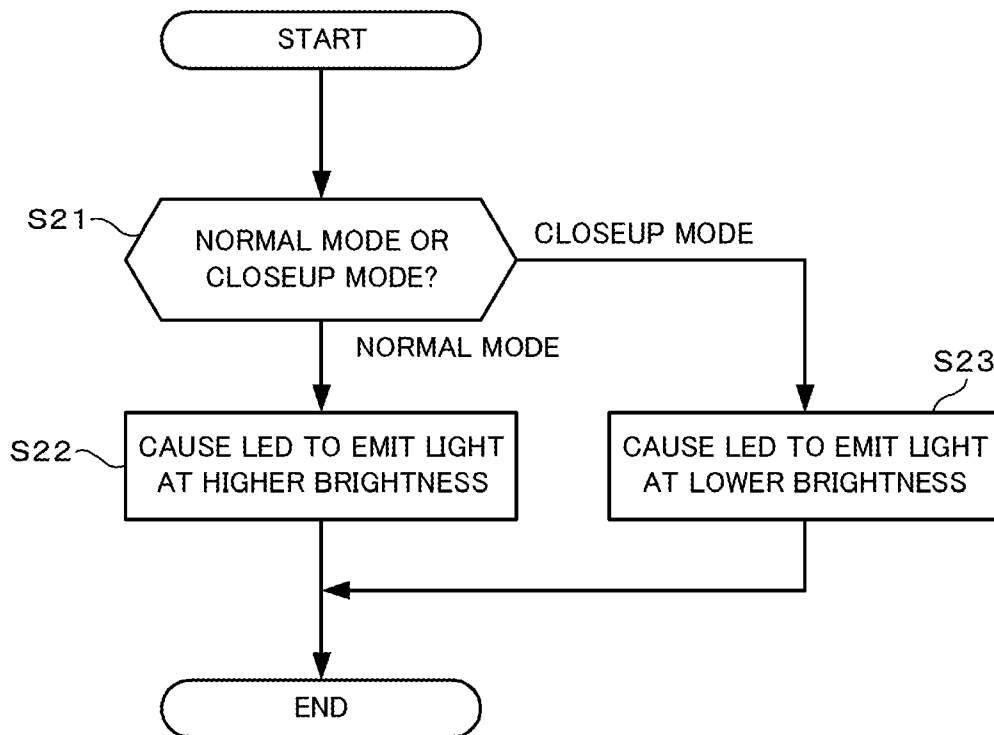 START
S21
NORMAL MODE OR
CLOSEUP MODE?
CLOSEUP MODE
NORMAL MODE
S22
CAUSE LED TO EMIT LIGHT
AT HIGHER BRIGHTNESS
S23
CAUSE LED TO EMIT LIGHT
AT LOWER BRIGHTNESS
END